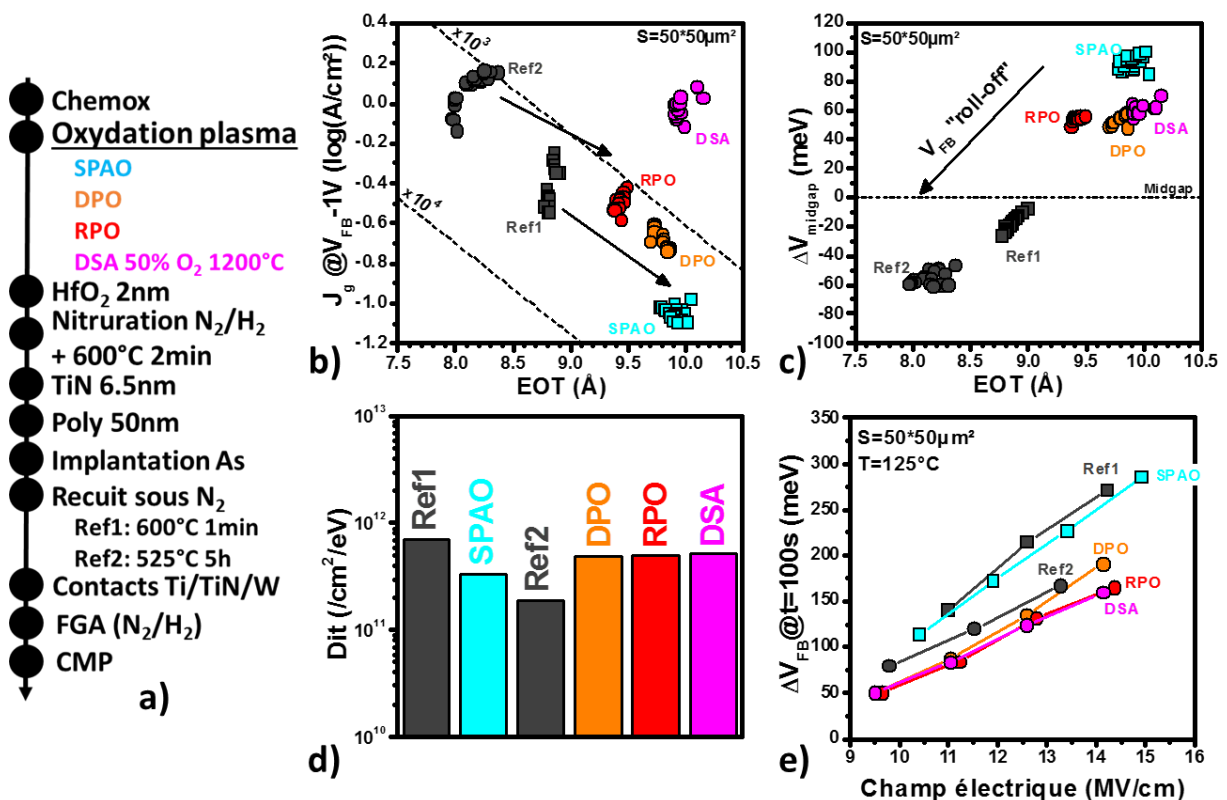 Chemox
Oxydation plasma
SPAO
DPO
RPO
DSA 50% O₂ 1200°C
HfO₂ 2nm
Nitruration N₂/H₂
+ 600°C 2min
TiN 6.5nm
Poly 50nm
Implantation As
Recuit sous N₂
Ref1: 600°C 1min
Ref2: 525°C 5h
Contacts Ti/TiN/W
FGA (N₂/H₂)
CMP
a)
J_g @V_FB-1V (log(A/cm²))
0.4
0.2
0.0
-0.2
-0.4
-0.6
-0.8
-1.0
-1.2
x10³
S=50*50µm²
Ref2
DSA
RPO
x10⁴
Ref1
DPO
SPAO
7.5 8.0 8.5 9.0 9.5 10.0 10.5
EOT (Å)
b)
ΔV_midgap (meV)
100
80
60
40
20
0
-20
-40
-60
-80
-100
S=50*50µm²
SPAO
V_FB "roll-off"
RPO
DSA
DPO
Midgap
Ref1
Ref2
7.5 8.0 8.5 9.0 9.5 10.0 10.5
EOT (Å)
c)
Dit (/cm²/eV)
10¹³
10¹²
10¹¹
10¹⁰
Ref1
SPAO
Ref2
DPO
RPO
DSA
d)
ΔV_FB@t=100s (meV)
350
300
250
200
150
100
50
0
S=50*50µm²
T=125°C
Ref1
SPAO
DPO
Ref2
RPO
DSA
9 10 11 12 13 14 15 16
Champ électrique (MV/cm)
e)